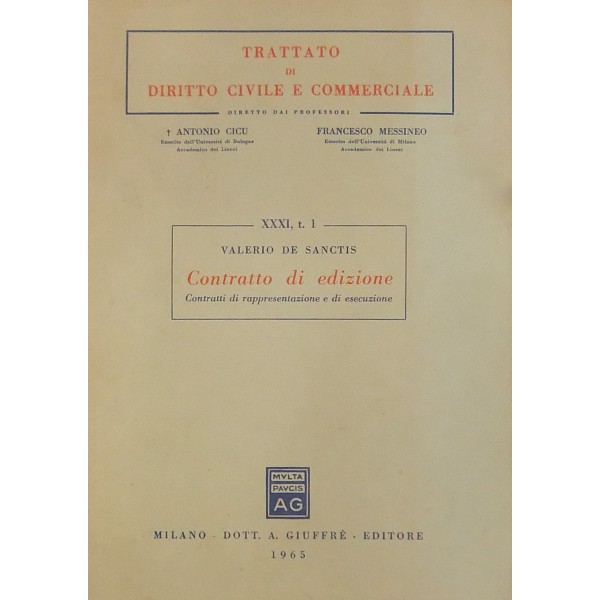 TRATTATO
DI
DIRITTO CIVILE E COMMERCIALE
DIRETTO DAI PROFESSORI
† ANTONIO CICU
Emerito dell'Università di Bologna
Accademico dei Lincei
FRANCESCO MESSINEO
Emerito dell'Università di Milano
Accademico dei Lincei
XXXI, t. 1
VALERIO DE SANCTIS
Contratto di edizione
Contratti di rappresentazione e di esecuzione
MVLTA
PAVCIS
AG
MILANO - DOTT. A. GIUFFRÈ - EDITORE
1965